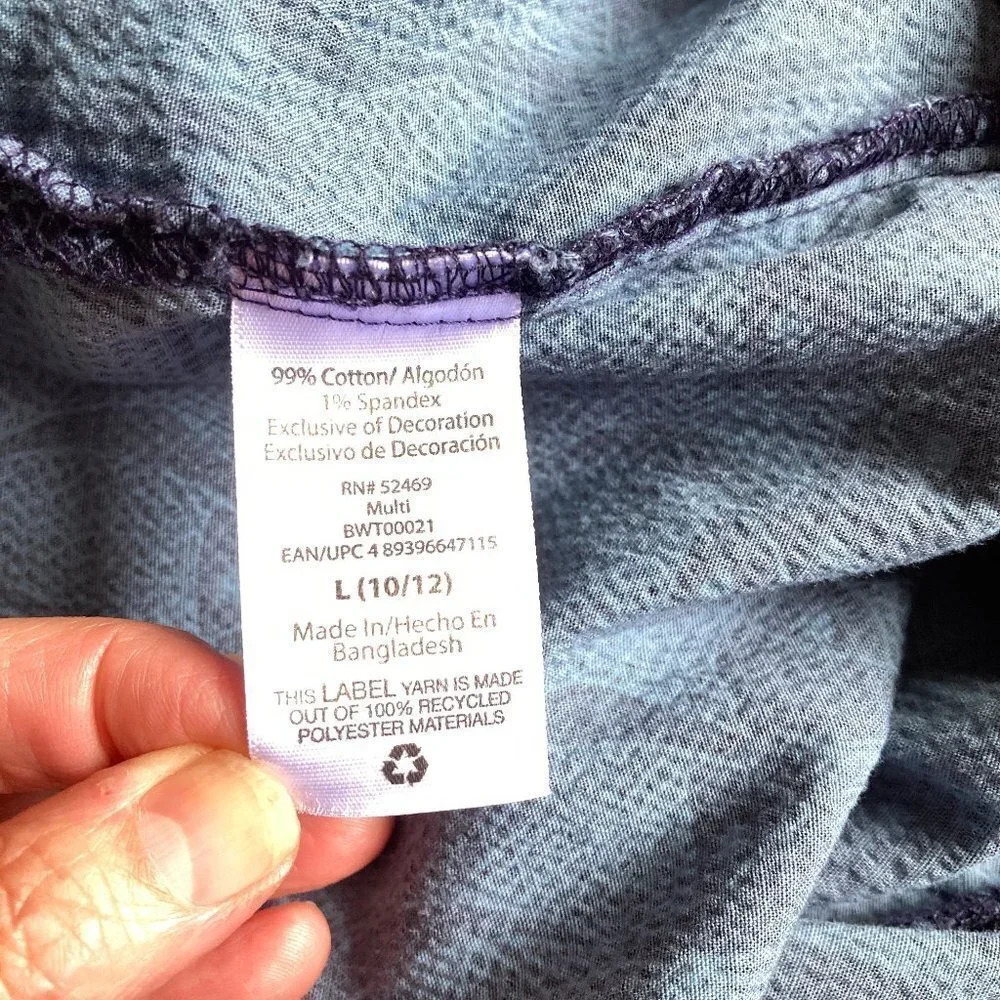 99% Cotton/ Algodón
1% Spandex
Exclusive of Decoration
Exclusivo de Decoración
RN# 52469
Multi
BWT00021
EAN/UPC 4 89396647115
L (10/12)
Made In/Hecho En
Bangladesh
THIS LABEL YARN IS MADE
OUT OF 100% RECYCLED
POLYESTER MATERIALS